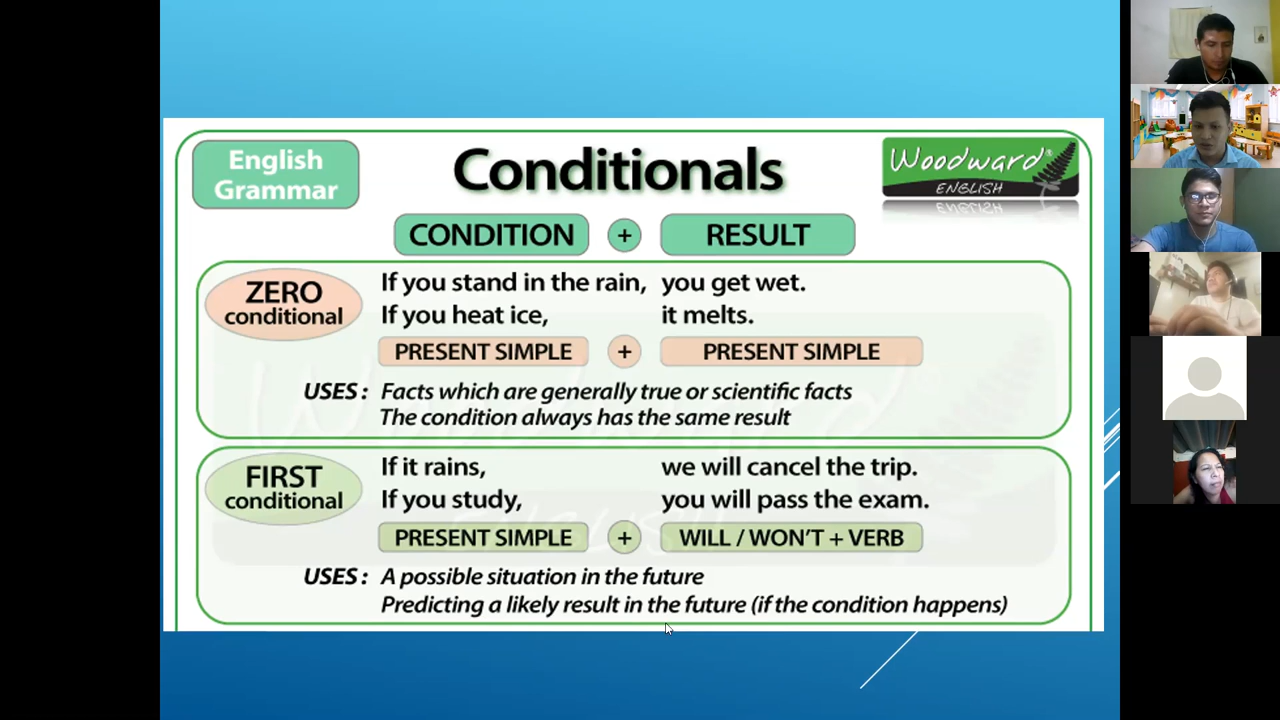 English
Grammar
Conditionals
Woodward®
ENGLISH
CONDITION + RESULT
ZERO
conditional
If you stand in the rain, you get wet.
If you heat ice, it melts.
PRESENT SIMPLE + PRESENT SIMPLE
USES: Facts which are generally true or scientific facts
The condition always has the same result
FIRST
conditional
If it rains, we will cancel the trip.
If you study, you will pass the exam.
PRESENT SIMPLE + WILL / WON'T + VERB
USES: A possible situation in the future
Predicting a likely result in the future (if the condition happens)